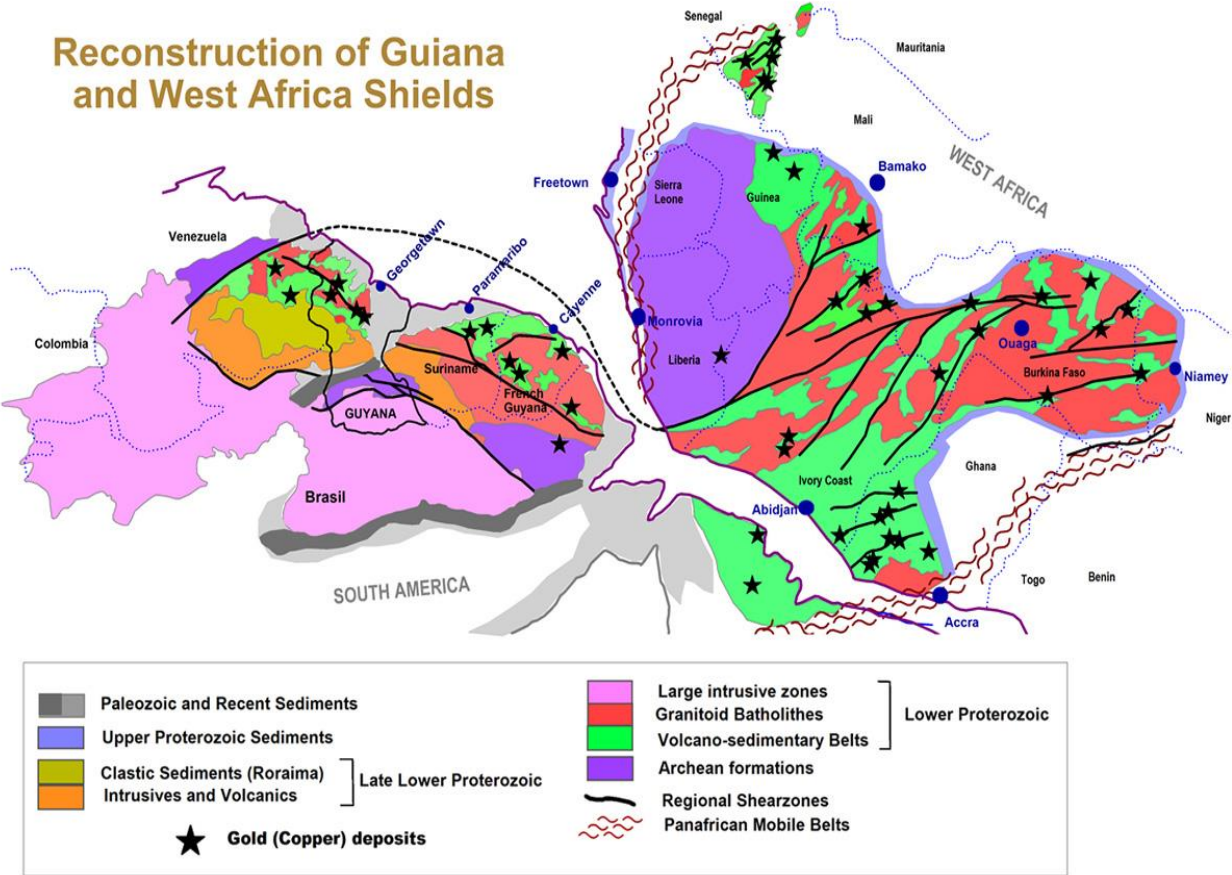 Reconstruction of Guiana
and West Africa Shields
Senegal
Mauritania
Mali
Bamako
WEST AFRICA
Freetown
Sierra
Leone
Guinea
Venezuela
Georgetown
Paramaribo
Cayenne
Colombia
Monrovia
Liberia
Ouaga
Burkina Faso
Niamey
Niger
Suriname
French
Guyana
GUYANA
Ghana
Ivory Coast
Abidjan
Brasil
SOUTH AMERICA
Togo
Benin
Accra
Paleozoic and Recent Sediments
Upper Proterozoic Sediments
Clastic Sediments (Roraima)
Intrusives and Volcanics
Late Lower Proterozoic
Gold (Copper) deposits
Large intrusive zones
Granitoid Batholithes
Volcano-sedimentary Belts
Lower Proterozoic
Archean formations
Regional Shearzones
Panafrican Mobile Belts